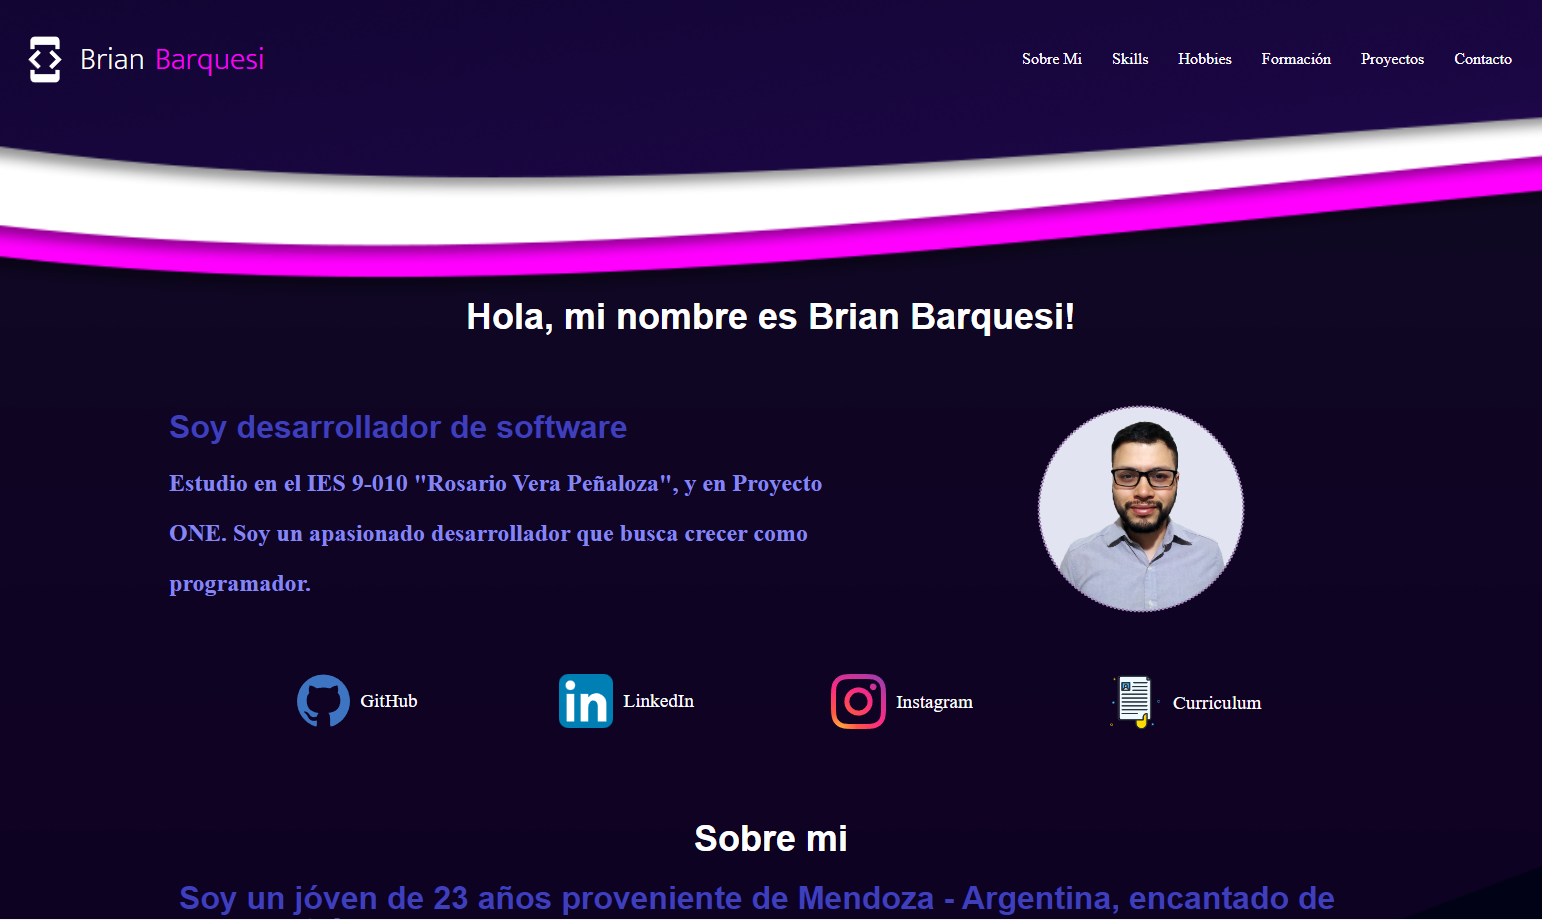 Brian Barquesi
Sobre Mi Skills Hobbies Formación Proyectos Contacto
Hola, mi nombre es Brian Barquesi!
Soy desarrollador de software
Estudio en el IES 9-010 "Rosario Vera Peñaloza", y en Proyecto
ONE. Soy un apasionado desarrollador que busca crecer como
programador.
GitHub
in LinkedIn
Instagram
Curriculum
Sobre mi
Soy un jóven de 23 años proveniente de Mendoza - Argentina, encantado de